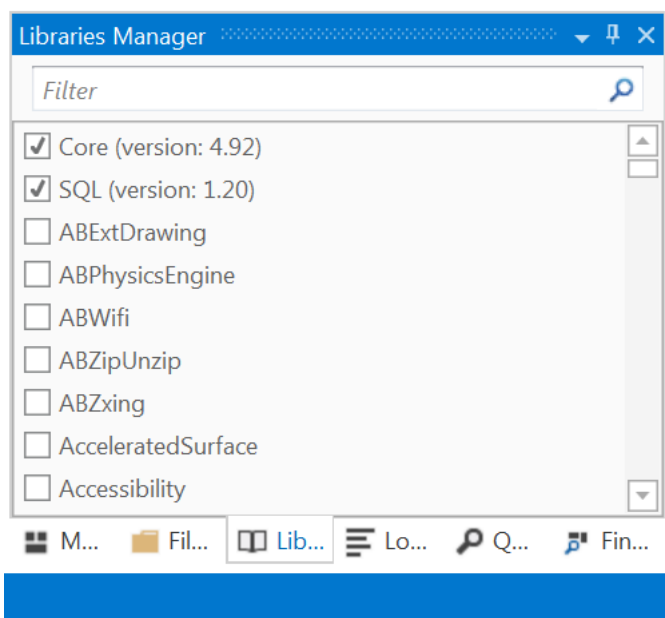 Libraries Manager
Filter
Core (version: 4.92)
SQL (version: 1.20)
ABExtDrawing
ABPhysicsEngine
ABWifi
ABZipUnzip
ABZxing
AcceleratedSurface
Accessibility
M... Fil... Lib... Lo... Q... Fin...